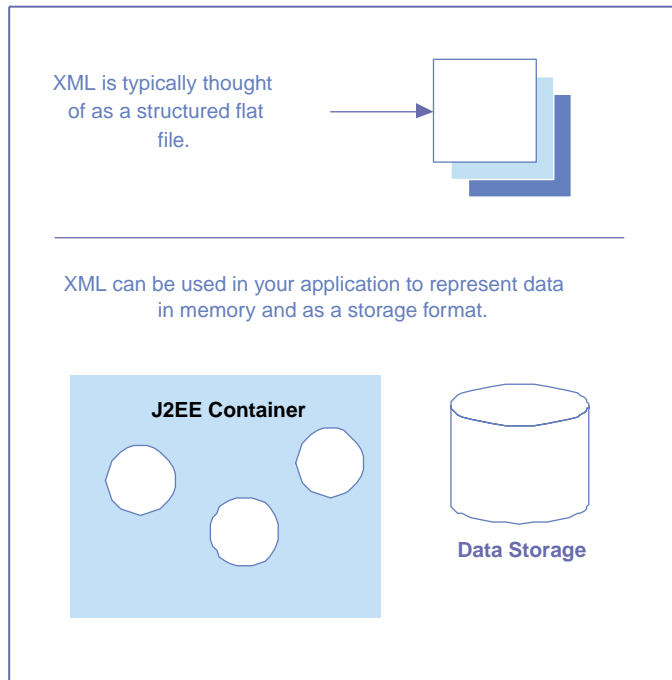 XML is typically thought
of as a structured flat
file.
XML can be used in your application to represent data
in memory and as a storage format.
J2EE Container
Data Storage